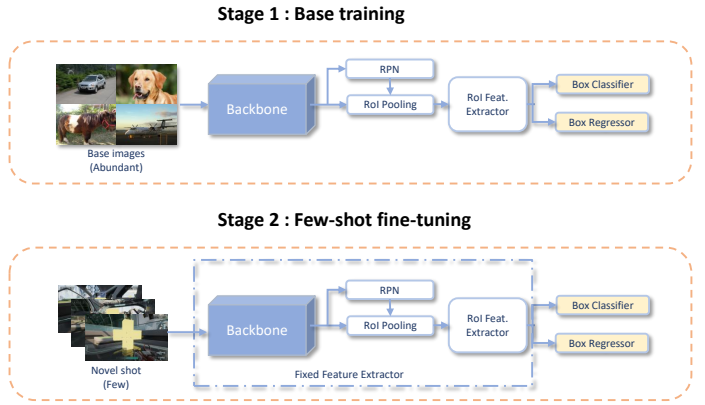 Stage 1 : Base training
RPN
Backbone
RoI Pooling
RoI Feat.
Extractor
Box Classifier
Box Regressor
Base images
(Abundant)
Stage 2 : Few-shot fine-tuning
RPN
Backbone
RoI Pooling
RoI Feat.
Extractor
Box Classifier
Box Regressor
Novel shot
(Few)
Fixed Feature Extractor